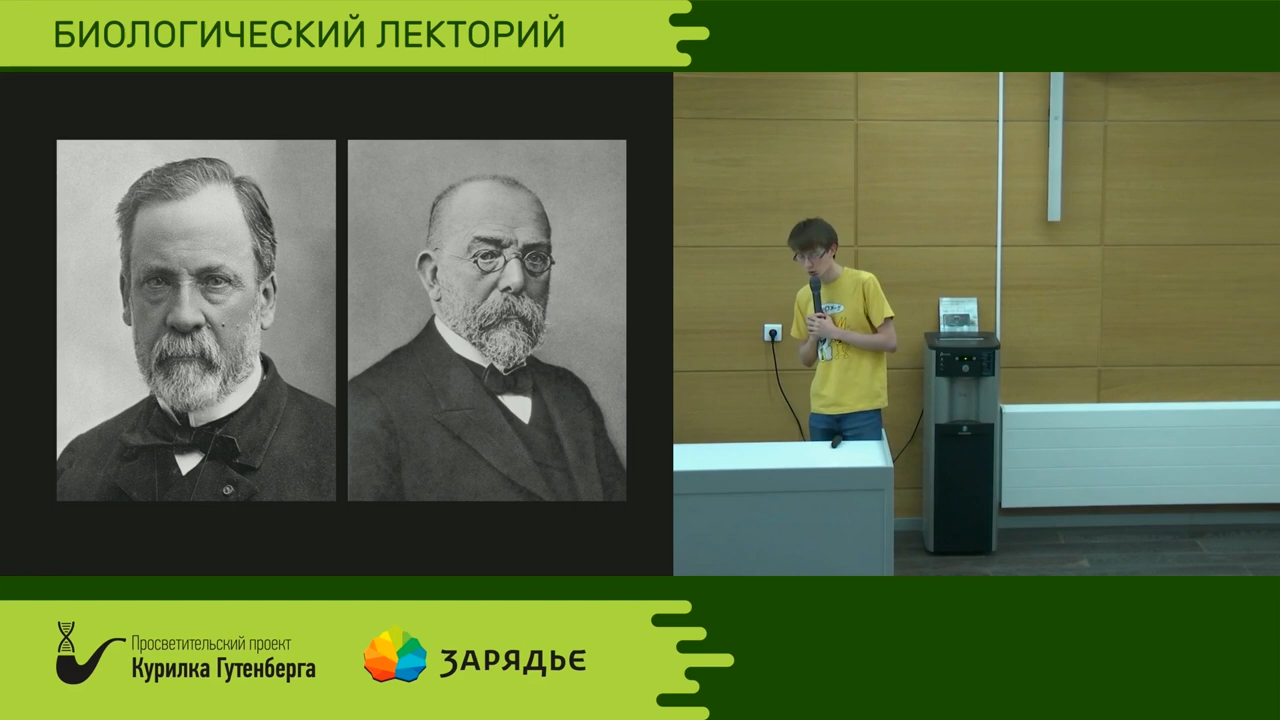 БИОЛОГИЧЕСКИЙ ЛЕКТОРИЙ
Просветительский проект
Курилка Гутенберга
ЗАРЯДЬЕ